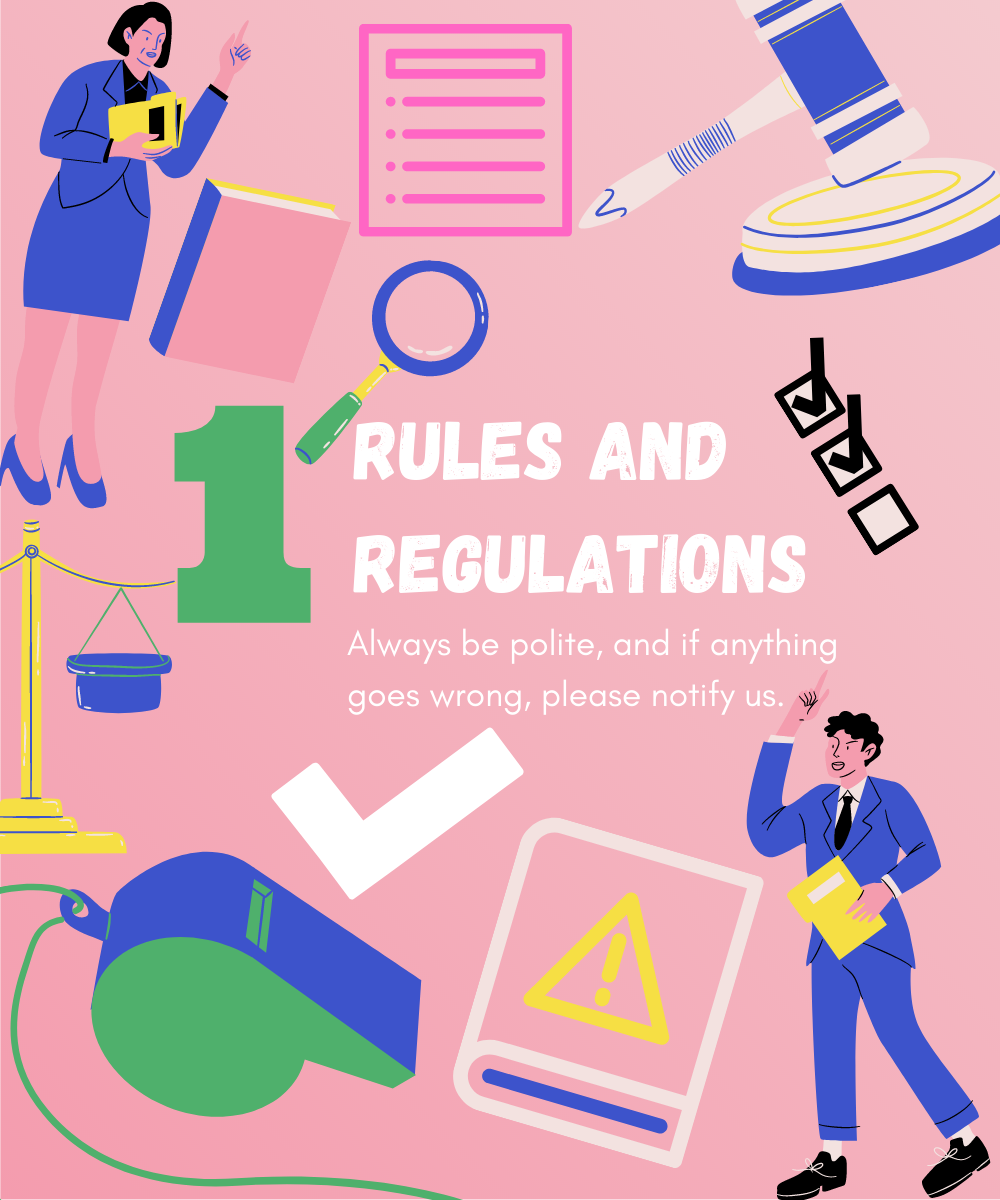 1
RULES AND
REGULATIONS
Always be polite, and if anything
goes wrong, please notify us.